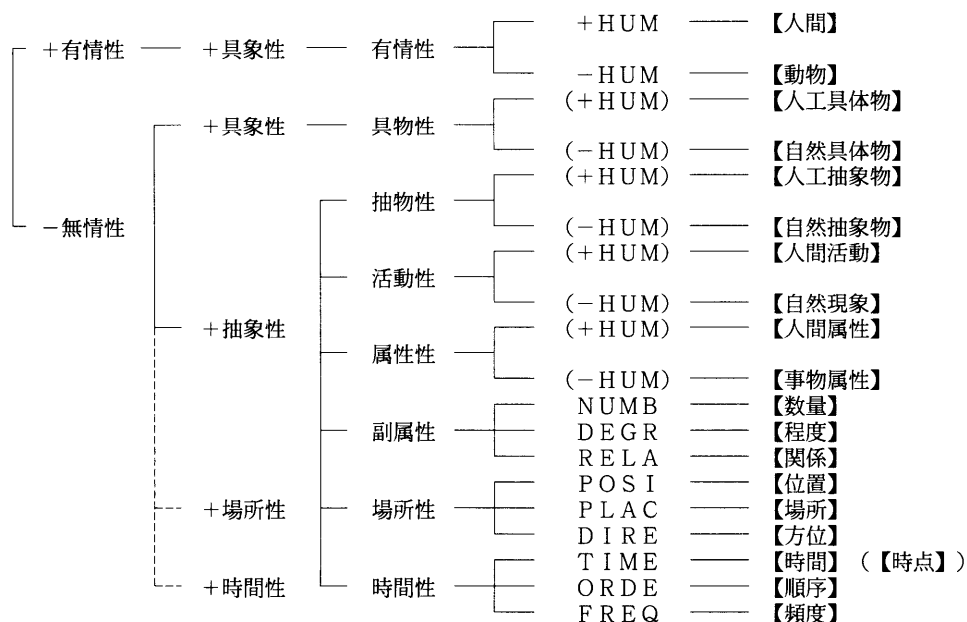 +HUM 【人間】
+有情性 +具象性 有情性
-HUM 【動物】
(+HUM) 【人工具体物】
+具象性 具物性
(-HUM) 【自然具体物】
(+HUM) 【人工抽象物】
抽物性
-無情性
(-HUM) 【自然抽象物】
(+HUM) 【人間活動】
活動性
(-HUM) 【自然現象】
+抽象性 (+HUM) 【人間属性】
属性性
(-HUM) 【事物属性】
NUMB 【数量】
副属性 DEGR 【程度】
RELA 【関係】
POSI 【位置】
+場所性 場所性 PLAC 【場所】
DIRE 【方位】
TIME 【時間】(【時点】)
+時間性 時間性 ORDE 【順序】
FREQ 【頻度】